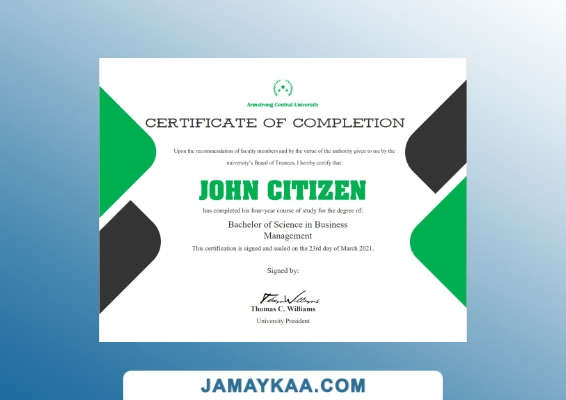 Armstrong Central University
CERTIFICATE OF COMPLETION
Upon the recommendation of faculty members and by the virtue of the authority given to me by the
university's Board of Trustees, I hereby certify that:
JOHN CITIZEN
has completed his four-year course of study for the degree of:
Bachelor of Science in Business
Management
This certification is signed and sealed on the 23rd day of March 2021.
Signed by:
Thomas C. Williams
University President
JAMAYKAA.COM